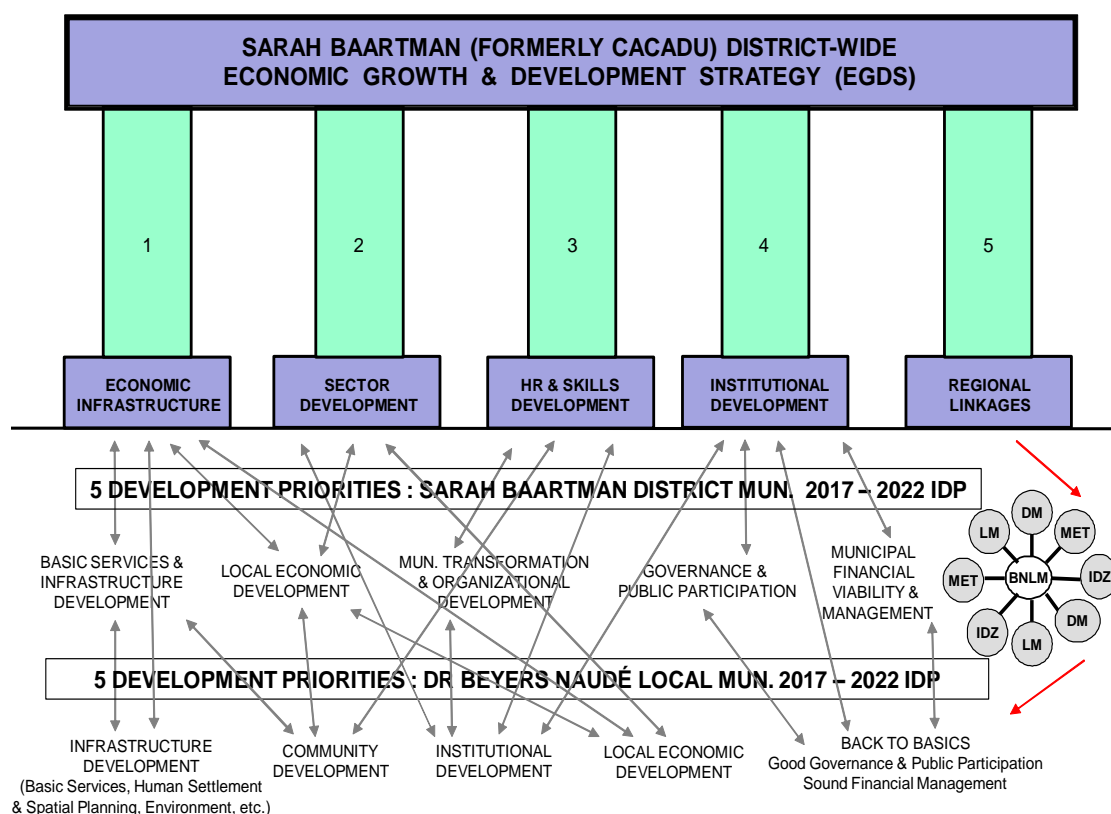 SARAH BAARTMAN (FORMERLY CACADU) DISTRICT-WIDE
ECONOMIC GROWTH & DEVELOPMENT STRATEGY (EGDS)
1
2
3
4
5
ECONOMIC
INFRASTRUCTURE
SECTOR
DEVELOPMENT
HR & SKILLS
DEVELOPMENT
INSTITUTIONAL
DEVELOPMENT
REGIONAL
LINKAGES
5 DEVELOPMENT PRIORITIES : SARAH BAARTMAN DISTRICT MUN. 2017 – 2022 IDP
BASIC SERVICES &
INFRASTRUCTURE
DEVELOPMENT
LOCAL ECONOMIC
DEVELOPMENT
MUN. TRANSFORMATION
& ORGANIZATIONAL
DEVELOPMENT
GOVERNANCE &
PUBLIC PARTICIPATION
MUNICIPAL
FINANCIAL
VIABILITY &
MANAGEMENT
DM
LM
MET
MET
BNLM
IDZ
IDZ
DM
LM
5 DEVELOPMENT PRIORITIES : DR BEYERS NAUDÉ LOCAL MUN. 2017 – 2022 IDP
INFRASTRUCTURE
DEVELOPMENT
(Basic Services, Human Settlement
& Spatial Planning, Environment, etc.)
COMMUNITY
DEVELOPMENT
INSTITUTIONAL
DEVELOPMENT
LOCAL ECONOMIC
DEVELOPMENT
BACK TO BASICS
Good Governance & Public Participation
Sound Financial Management